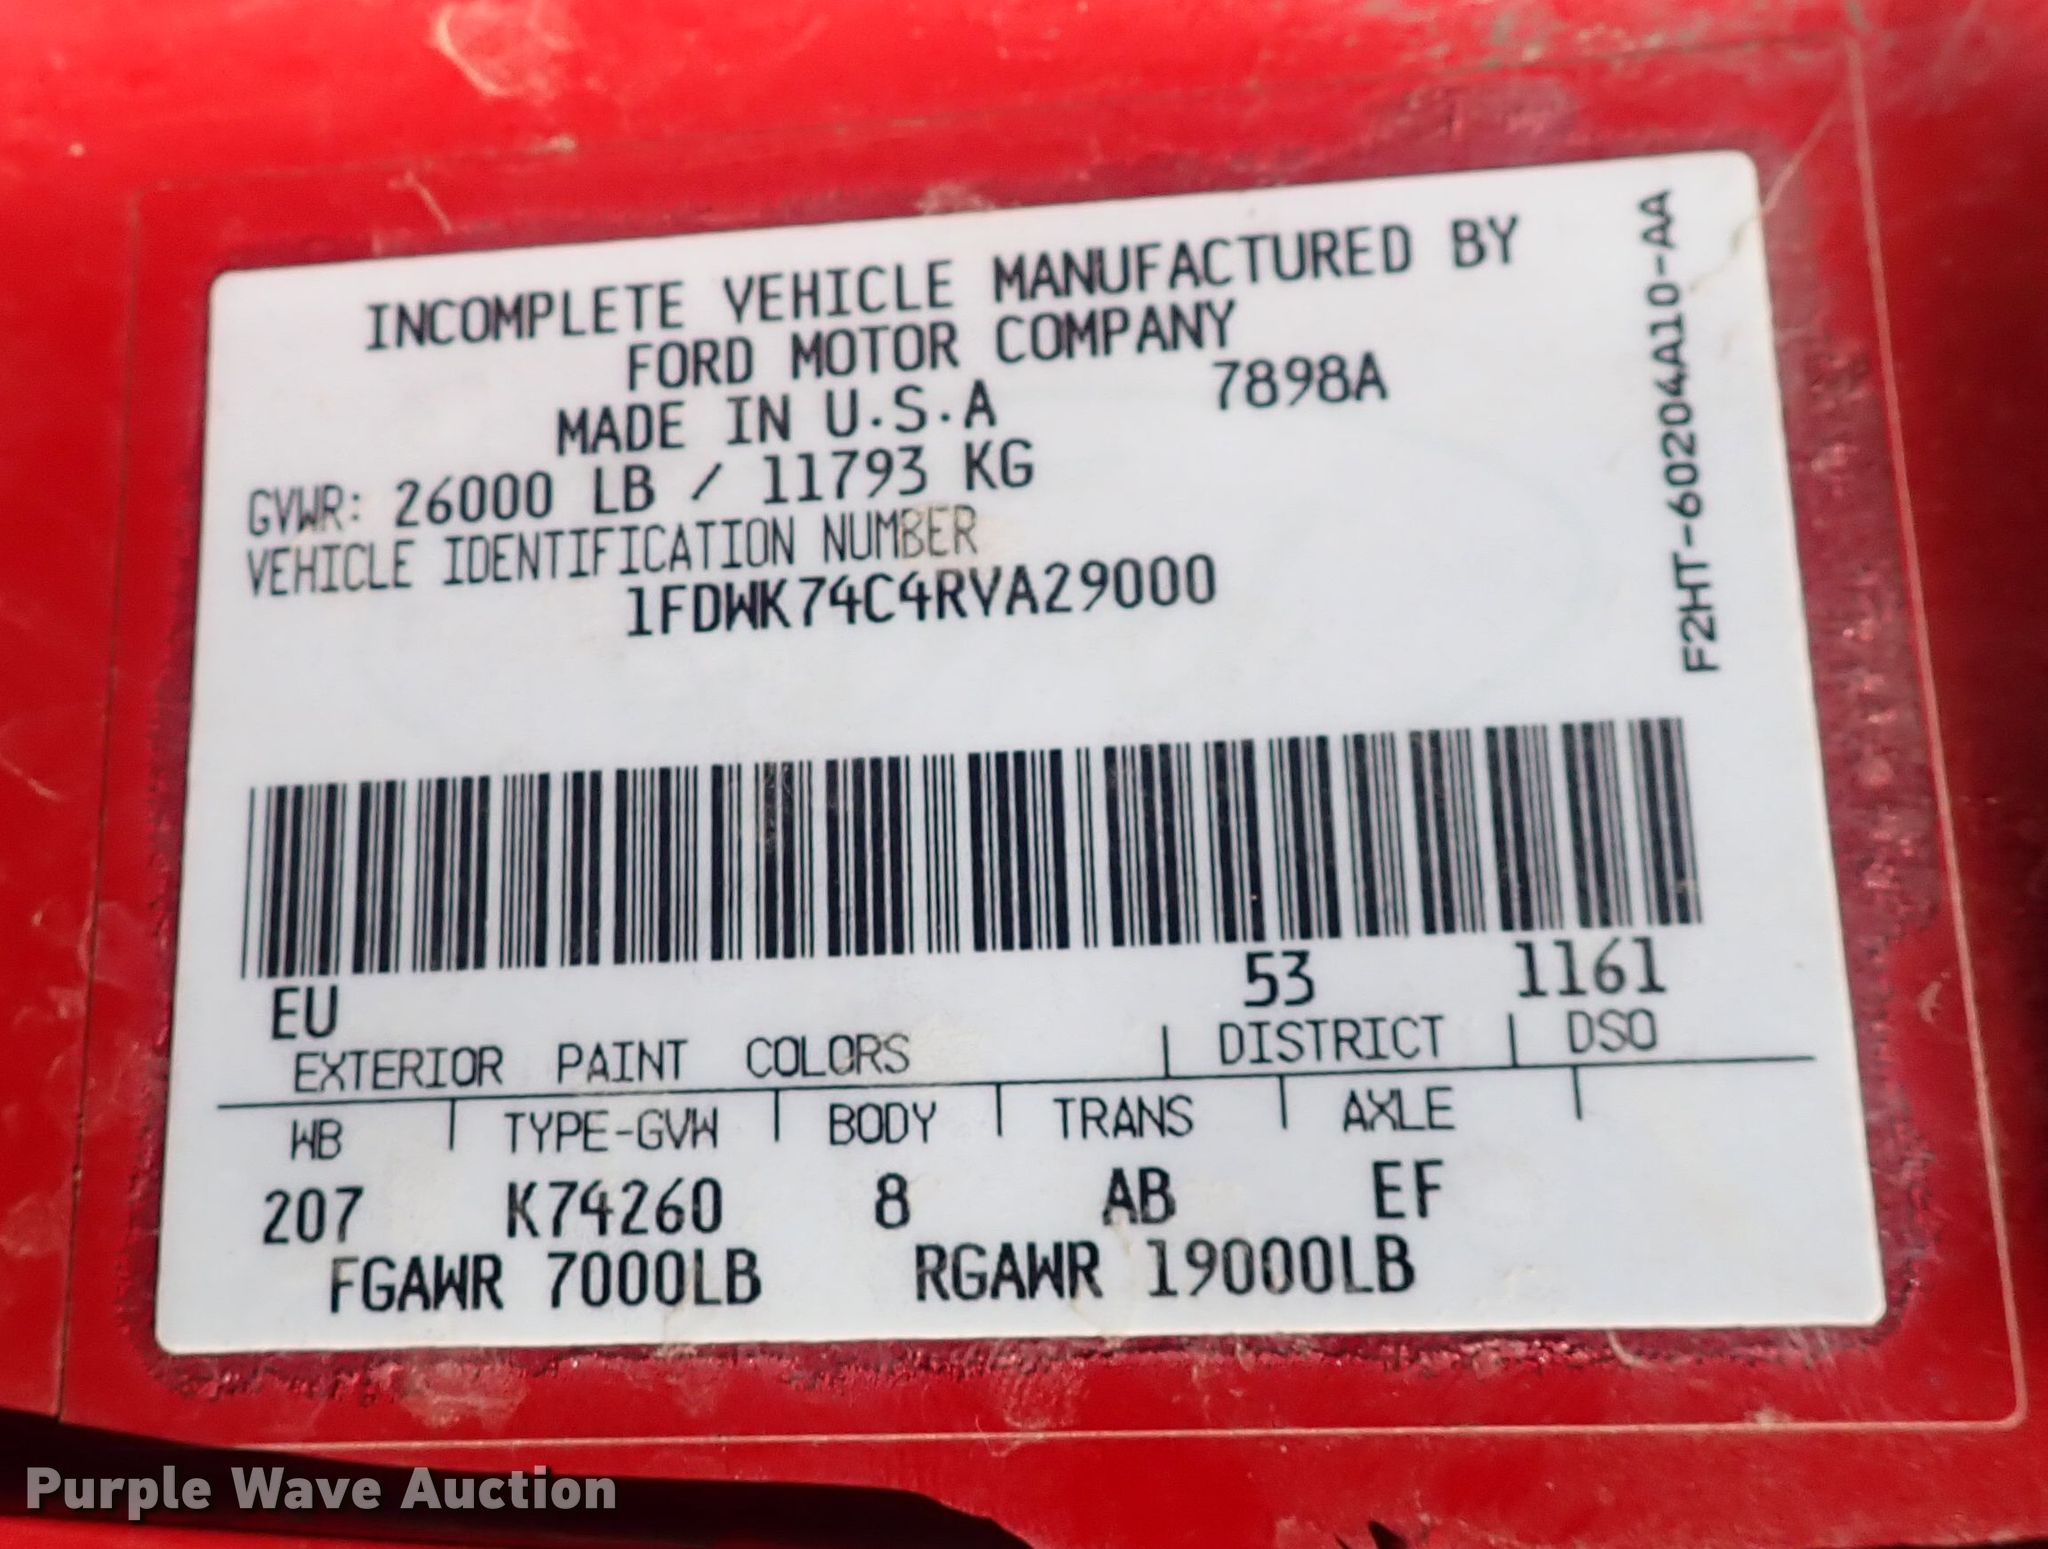 INCOMPLETE VEHICLE MANUFACTURED BY
FORD MOTOR COMPANY
MADE IN U.S.A 7898A
GVWR: 26000 LB / 11793 KG
VEHICLE IDENTIFICATION NUMBER
1FDWK74C4RVA29000
F2HT-60204A10-AA
EU 53 1161
EXTERIOR PAINT COLORS DISTRICT DSO
WB TYPE-GVW BODY TRANS AXLE
207 K74260 8 AB EF
FGAWR 7000LB RGAWR 19000LB
Purple Wave Auction